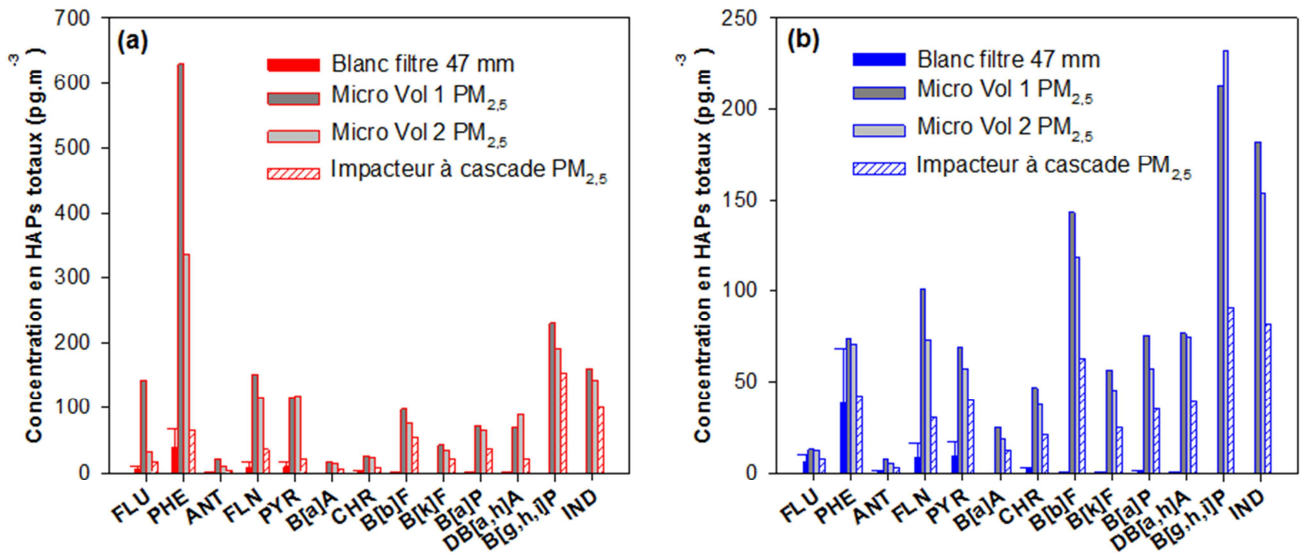 (a)
Concentration en HAPs totaux (pg.m-3)
700
600
500
400
300
200
100
0
Blanc filtre 47 mm
Micro Vol 1 PM2,5
Micro Vol 2 PM2,5
Impacteur à cascade PM2,5
FLU
PHE
ANT
FLN
PYR
B[a]A
CHR
B[b]F
B[k]F
B[a]P
DB[a,h]A
B[g,h,i]P
IND
(b)
Concentration en HAPs totaux (pg.m-3)
250
200
150
100
50
0
Blanc filtre 47 mm
Micro Vol 1 PM2,5
Micro Vol 2 PM2,5
Impacteur à cascade PM2,5
FLU
PHE
ANT
FLN
PYR
B[a]A
CHR
B[b]F
B[k]F
B[a]P
DB[a,h]A
B[g,h,i]P
IND